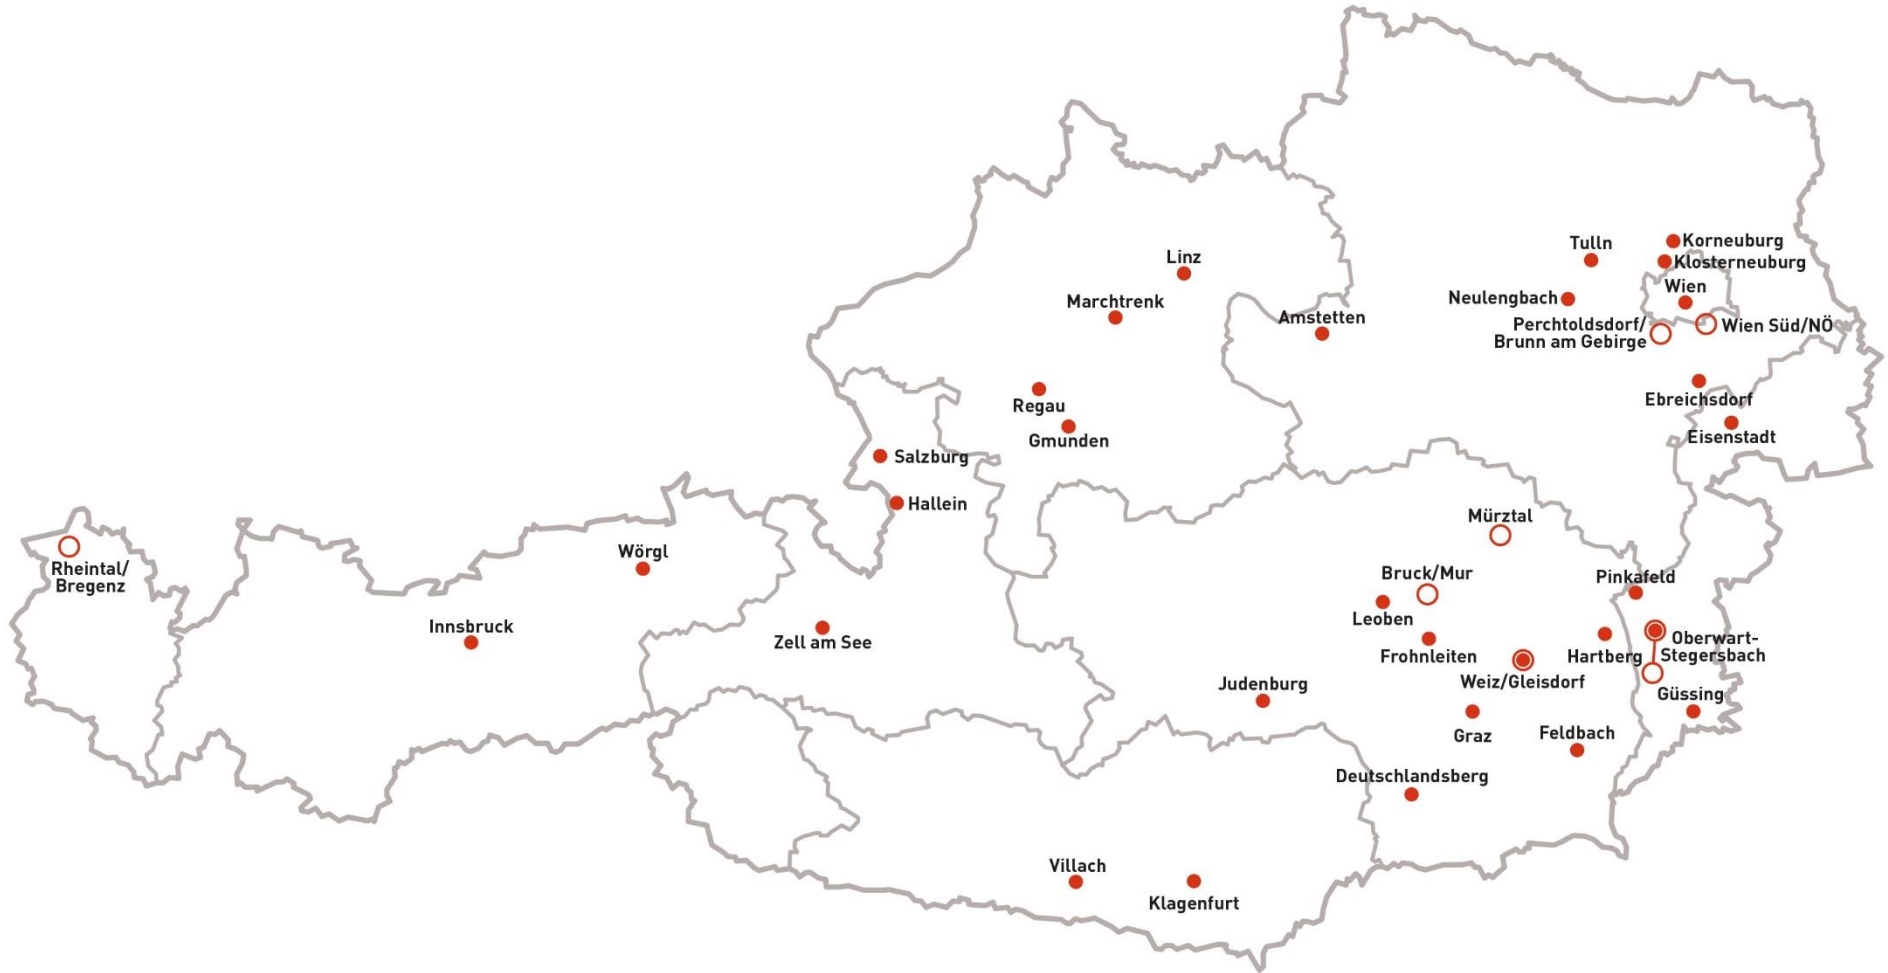 Korneuburg
Tulln
Klosterneuburg
Linz
Wien
Neulengbach
Marchtrenk
Amstetten
Perchtoldsdorf/
Brunn am Gebirge
Wien Süd/NÖ
Ebreichsdorf
Regau
Eisenstadt
Gmunden
Salzburg
Hallein
Mürztal
Wörgl
Rheintal/
Bregenz
Bruck/Mur
Pinkafeld
Leoben
Innsbruck
Zell am See
Oberwart-
Stegersbach
Frohnleiten
Hartberg
Weiz/Gleisdorf
Judenburg
Güssing
Graz
Feldbach
Deutschlandsberg
Villach
Klagenfurt